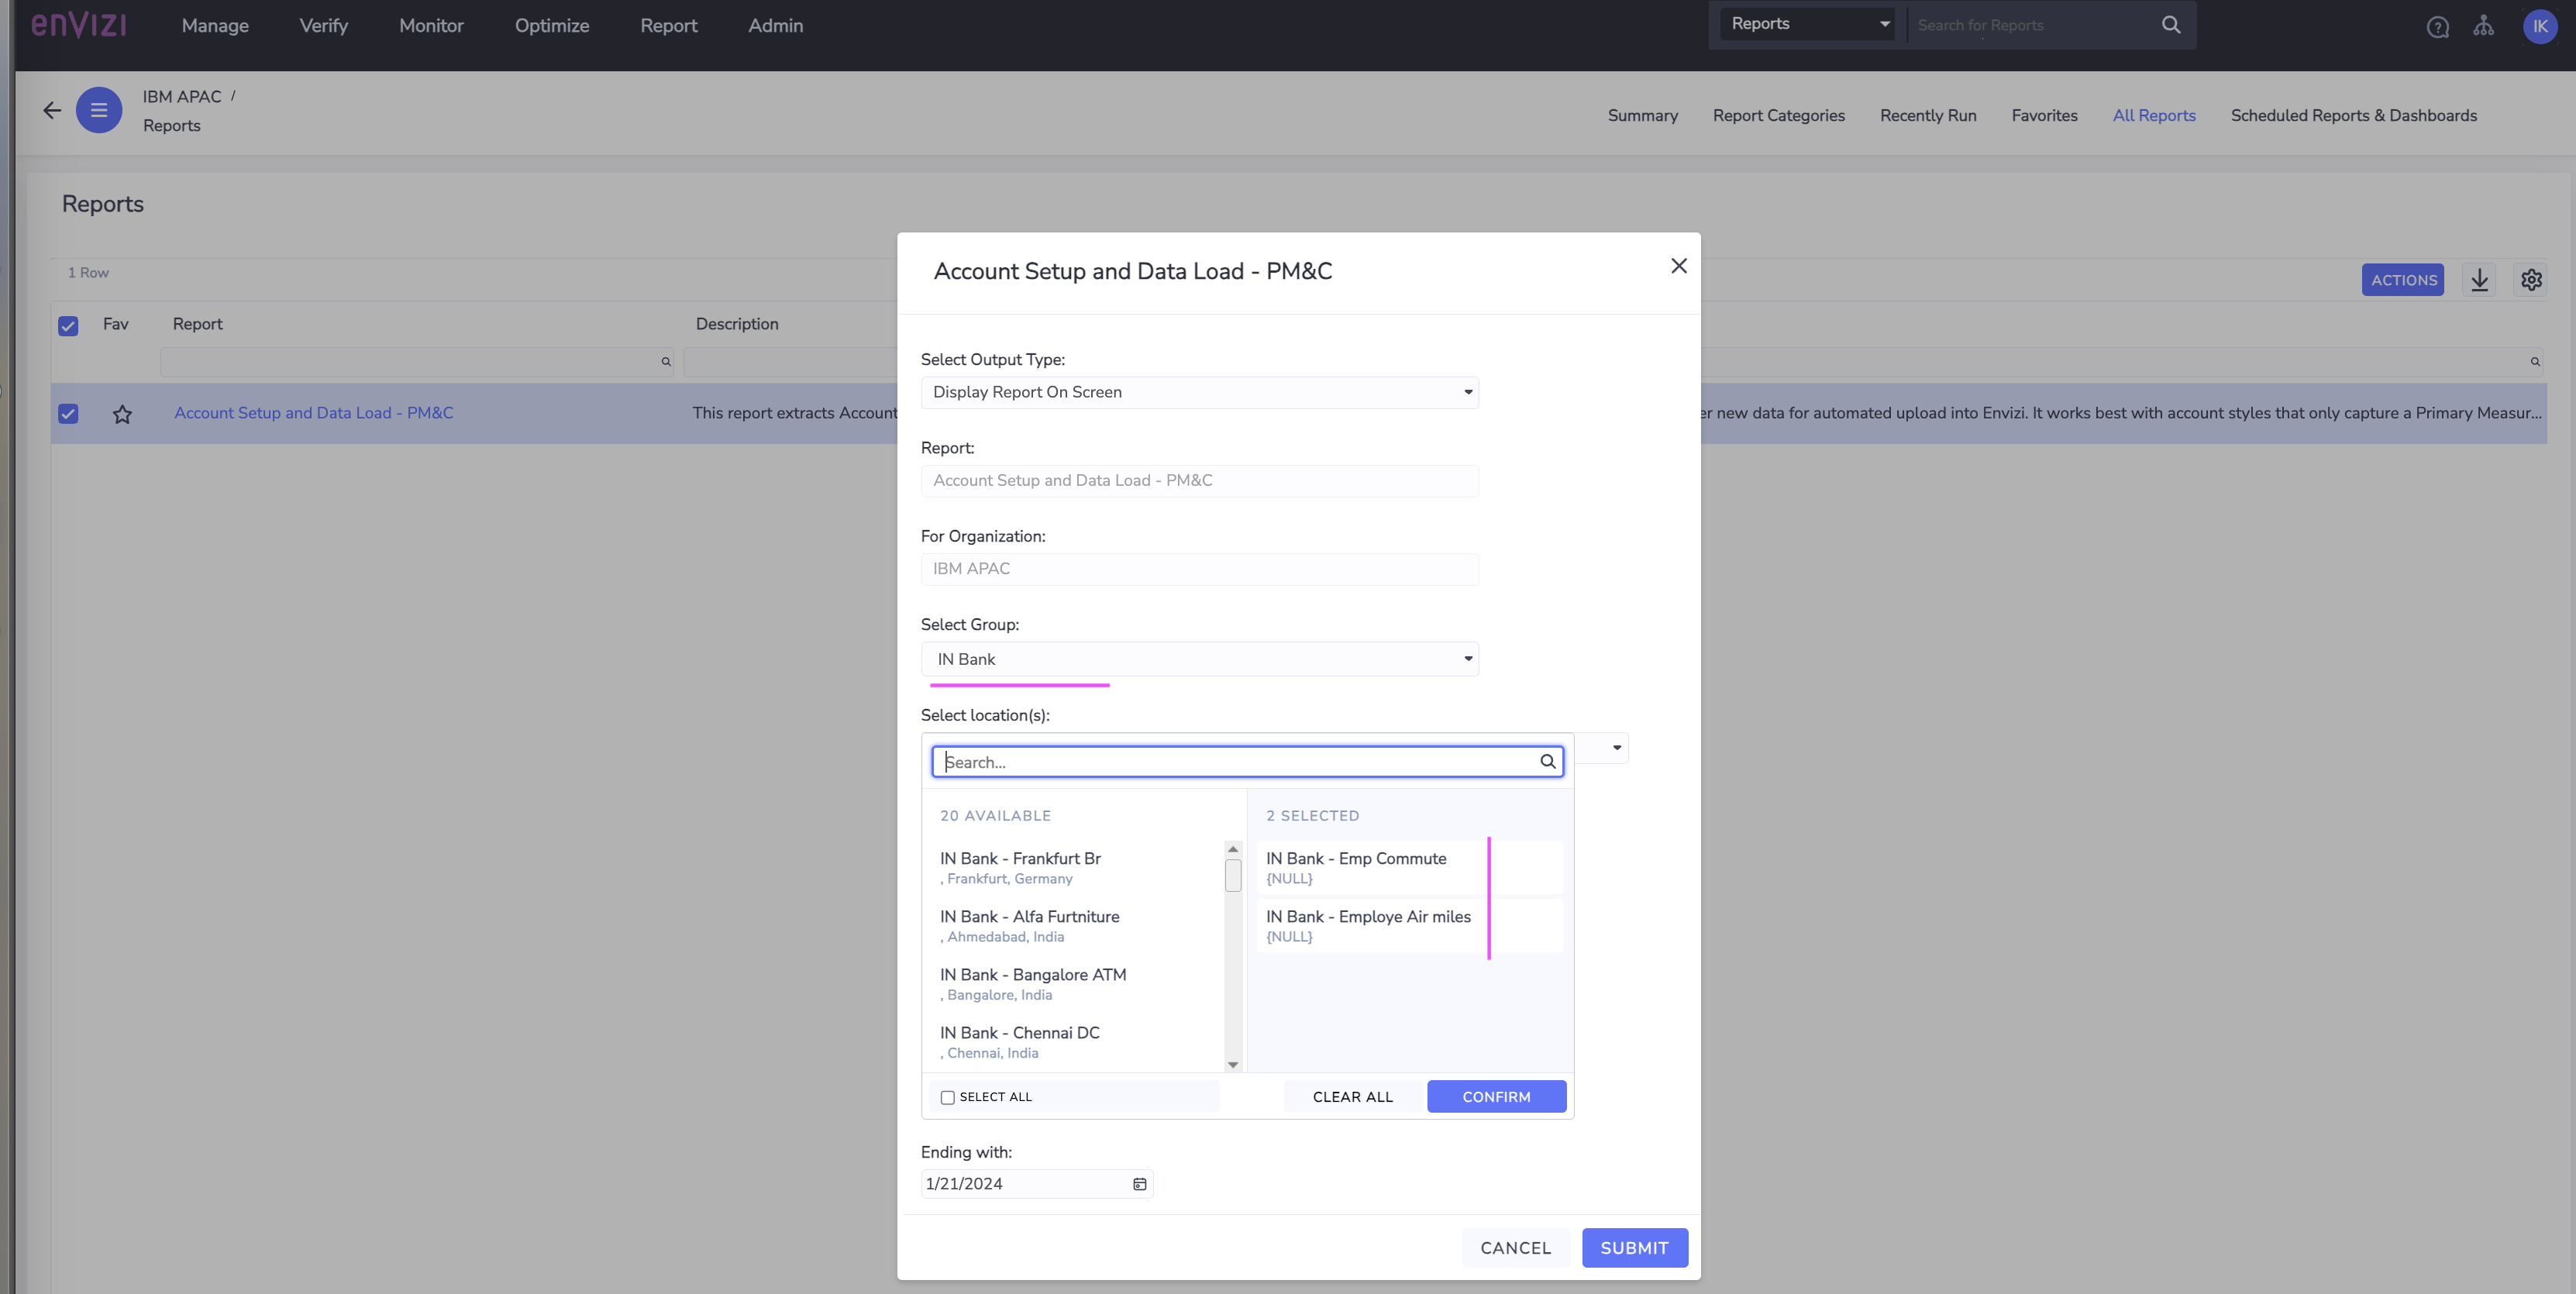 enVIZI
Manage Verify Monitor Optimize Report Admin
Reports Search for Reports IK
IBM APAC /
Reports
Summary Report Categories Recently Run Favorites All Reports Scheduled Reports & Dashboards
Reports
1 Row
ACTIONS
Fav Report Description
Account Setup and Data Load - PM&C This report extracts Account
er new data for automated upload into Envizi. It works best with account styles that only capture a Primary Measur...
Account Setup and Data Load - PM&C
Select Output Type:
Display Report On Screen
Report:
Account Setup and Data Load - PM&C
For Organization:
IBM APAC
Select Group:
IN Bank
Select location(s):
Search...
20 AVAILABLE
IN Bank - Frankfurt Br
, Frankfurt, Germany
IN Bank - Alfa Furtniture
, Ahmedabad, India
IN Bank - Bangalore ATM
, Bangalore, India
IN Bank - Chennai DC
, Chennai, India
2 SELECTED
IN Bank - Emp Commute
{NULL}
IN Bank - Employe Air miles
{NULL}
SELECT ALL
CLEAR ALL
CONFIRM
Ending with:
1/21/2024
CANCEL
SUBMIT